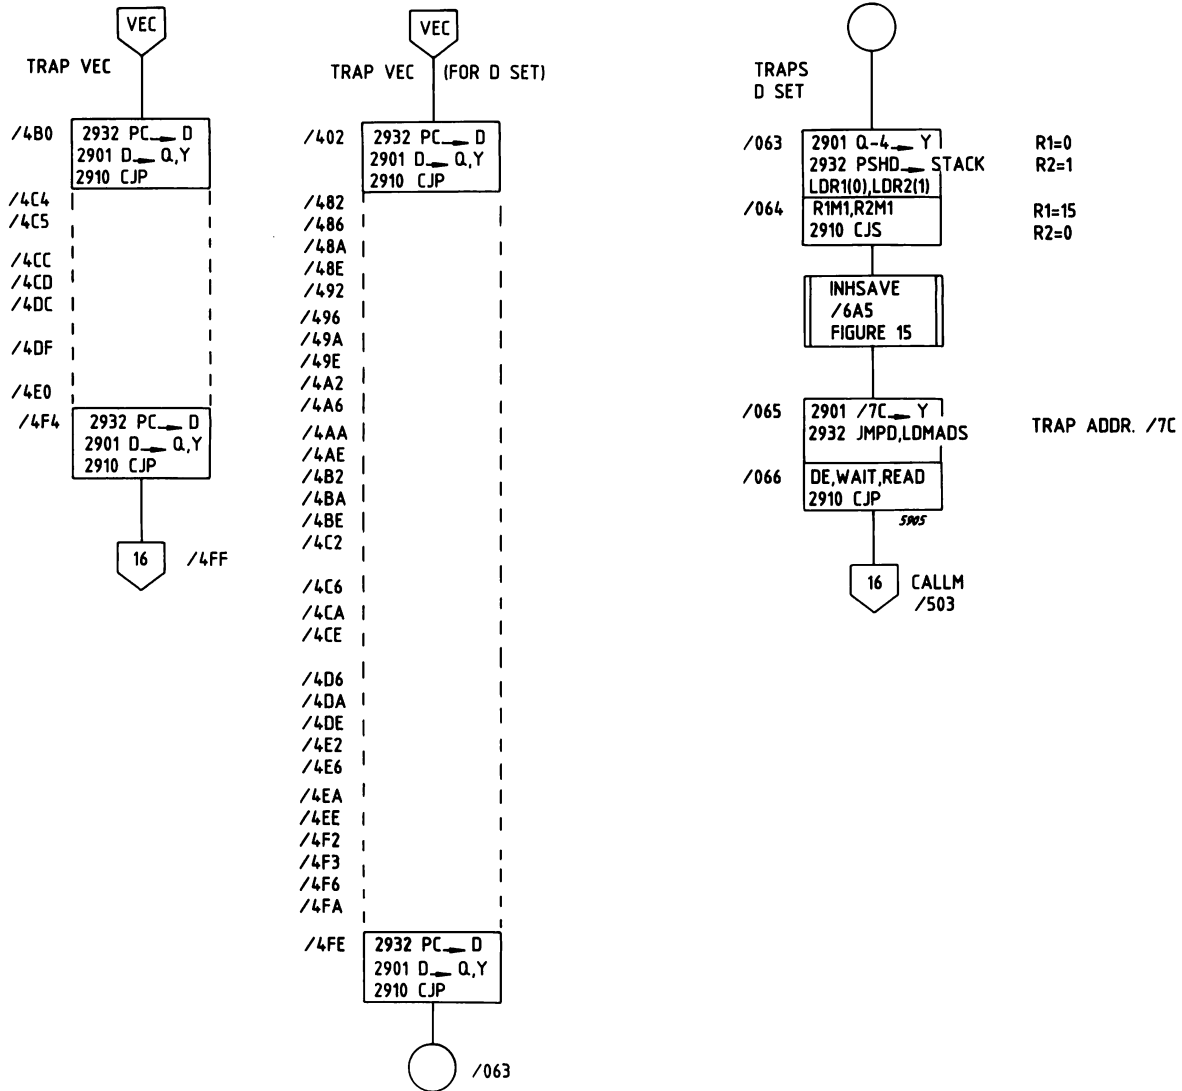 VEC
TRAP VEC
/4B0
2932 PC → D
2901 D → Q,Y
2910 CJP
/4C4
/4C5
/4CC
/4CD
/4DC
/4DF
/4E0
/4F4
2932 PC → D
2901 D → Q,Y
2910 CJP
16
/4FF
VEC
TRAP VEC (FOR D SET)
/402
2932 PC → D
2901 D → Q,Y
2910 CJP
/482
/486
/48A
/48E
/492
/496
/49A
/49E
/4A2
/4A6
/4AA
/4AE
/4B2
/4BA
/4BE
/4C2
/4C6
/4CA
/4CE
/4D6
/4DA
/4DE
/4E2
/4E6
/4EA
/4EE
/4F2
/4F3
/4F6
/4FA
/4FE
2932 PC → D
2901 D → Q,Y
2910 CJP
/063
TRAPS
D SET
/063
2901 Q-4 → Y
R1=0
2932 PSHD → STACK
R2=1
LDR1(0),LDR2(1)
/064
R1M1,R2M1
R1=15
2910 CJS
R2=0
INHSAVE
/6A5
FIGURE 15
/065
2901 /7C → Y
2932 JMPD,LDMADS
TRAP ADDR. /7C
/066
DE,WAIT,READ
2910 CJP
5905
16
CALLM
/503